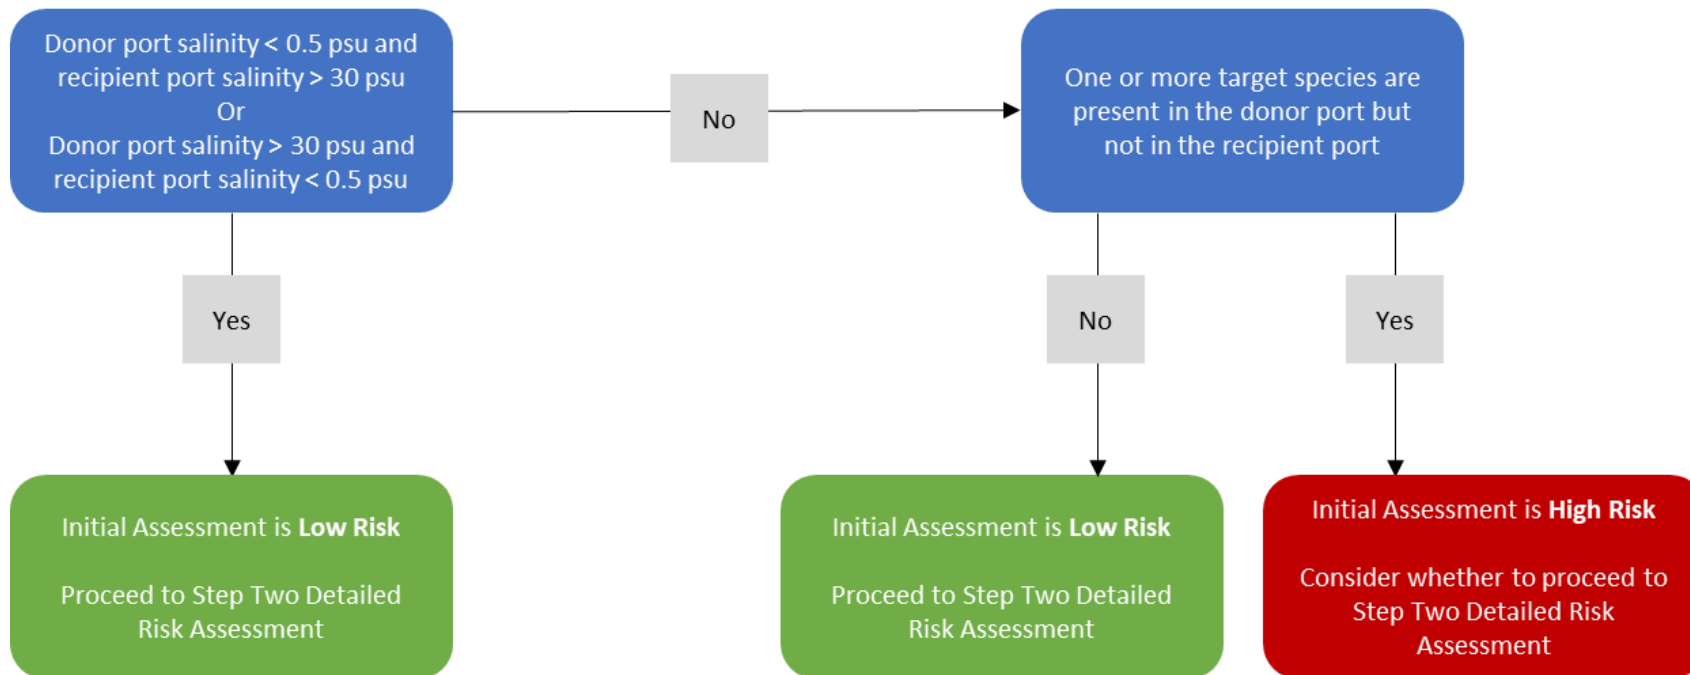 Donor port salinity < 0.5 psu and
recipient port salinity > 30 psu
Or
Donor port salinity > 30 psu and
recipient port salinity < 0.5 psu
No
One or more target species are
present in the donor port but
not in the recipient port
Yes
No
Yes
Initial Assessment is Low Risk
Proceed to Step Two Detailed
Risk Assessment
Initial Assessment is Low Risk
Proceed to Step Two Detailed
Risk Assessment
Initial Assessment is High Risk
Consider whether to proceed to
Step Two Detailed Risk
Assessment